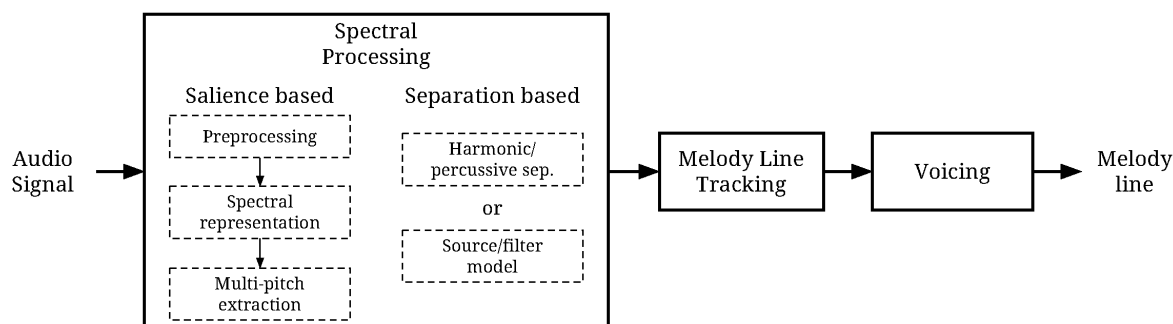 Spectral
Processing
Salience based
Separation based
Preprocessing
Harmonic/
percussive sep.
Spectral
representation
or
Source/filter
model
Multi-pitch
extraction
Audio
Signal
Melody Line
Tracking
Voicing
Melody
line